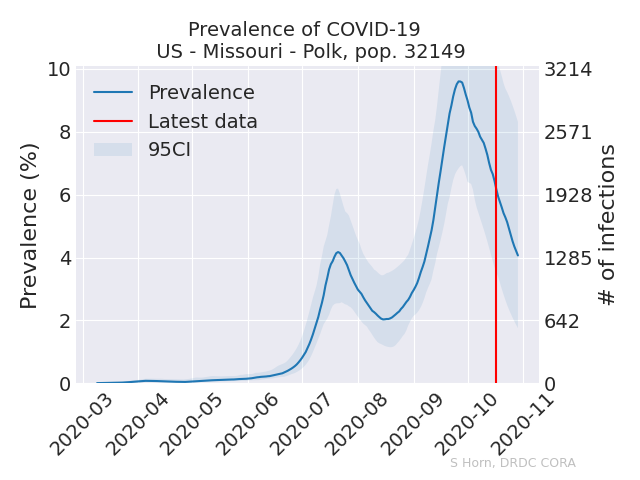 Prevalence of COVID-19
US - Missouri - Polk, pop. 32149
Prevalence
Latest data
95CI
Prevalence (%)
10
8
6
4
2
0
3214
2571
1928
1285
642
0
# of infections
2020-03
2020-04
2020-05
2020-06
2020-07
2020-08
2020-09
2020-10
2020-11
S Horn, DRDC CORA